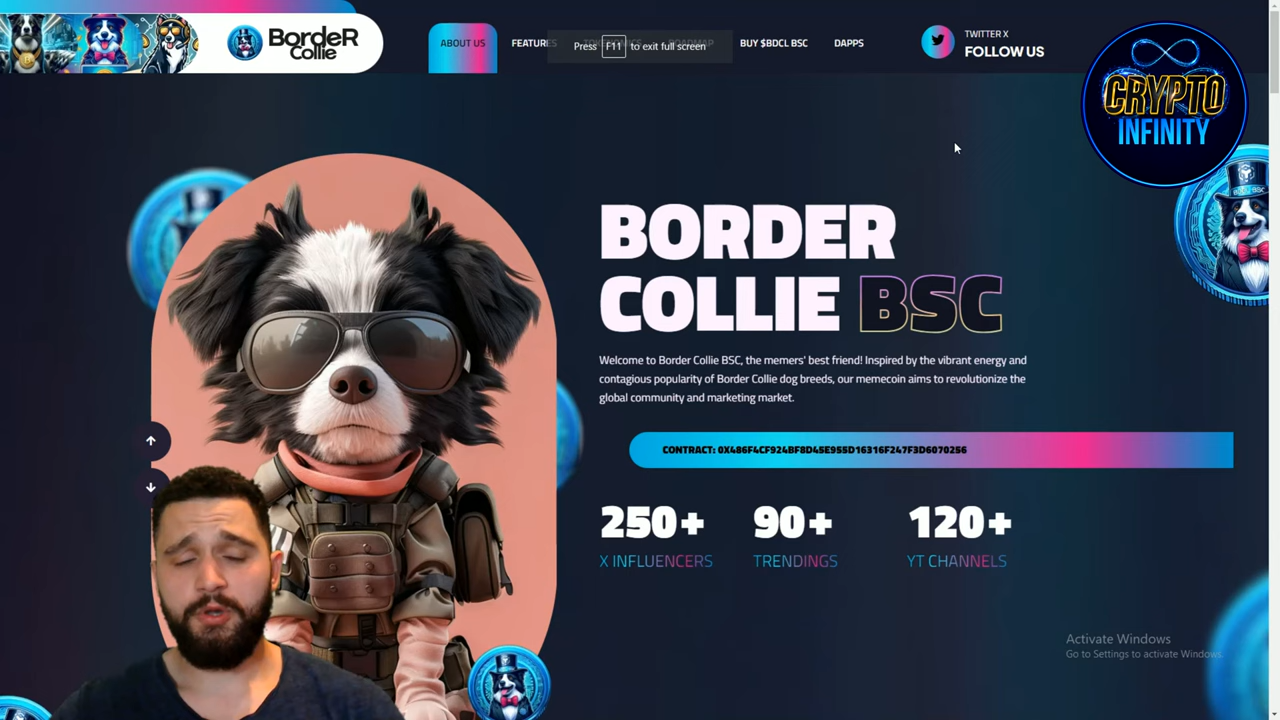 BordeR
Collie
ABOUT US
FEATURES
Press F11 to exit full screen
ROADMAP
BUY $BDCL BSC
DAPPS
TWITTER X
FOLLOW US
CRYPTO
INFINITY
BORDER
COLLIE BSC
Welcome to Border Collie BSC, the memers' best friend! Inspired by the vibrant energy and
contagious popularity of Border Collie dog breeds, our memecoin aims to revolutionize the
global community and marketing market.
CONTRACT: 0X486F4CF924BF8D45E955D16316F247F3D6070256
250+
90+
120+
X INFLUENCERS
TRENDINGS
YT CHANNELS
Activate Windows
Go to Settings to activate Windows.